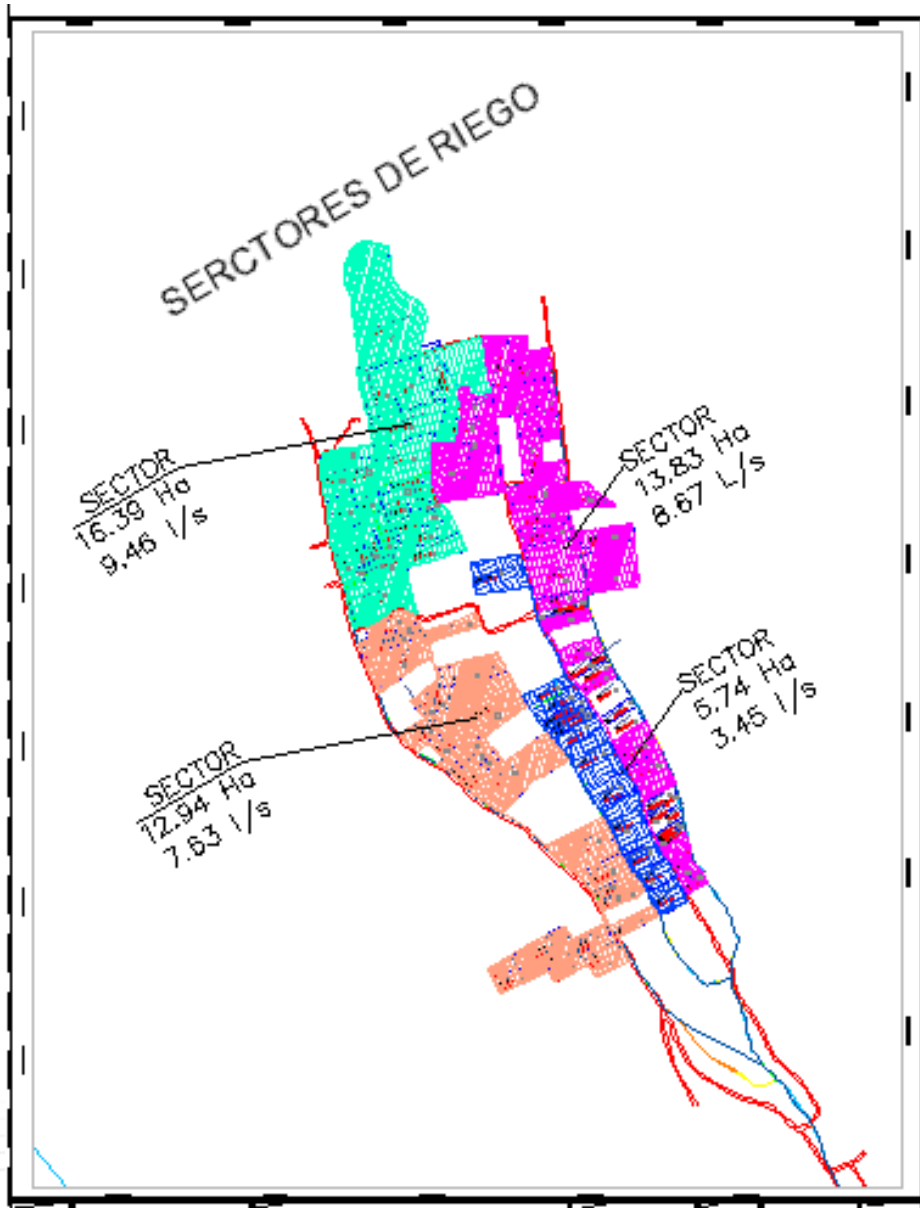 SERCTORES DE RIEGO
SECTOR
16.39 Ha
9.46 l/s
SECTOR
13.83 Ha
8.67 L/s
SECTOR
5.74 Ha
3.45 l/s
SECTOR
12.94 Ha
7.63 l/s